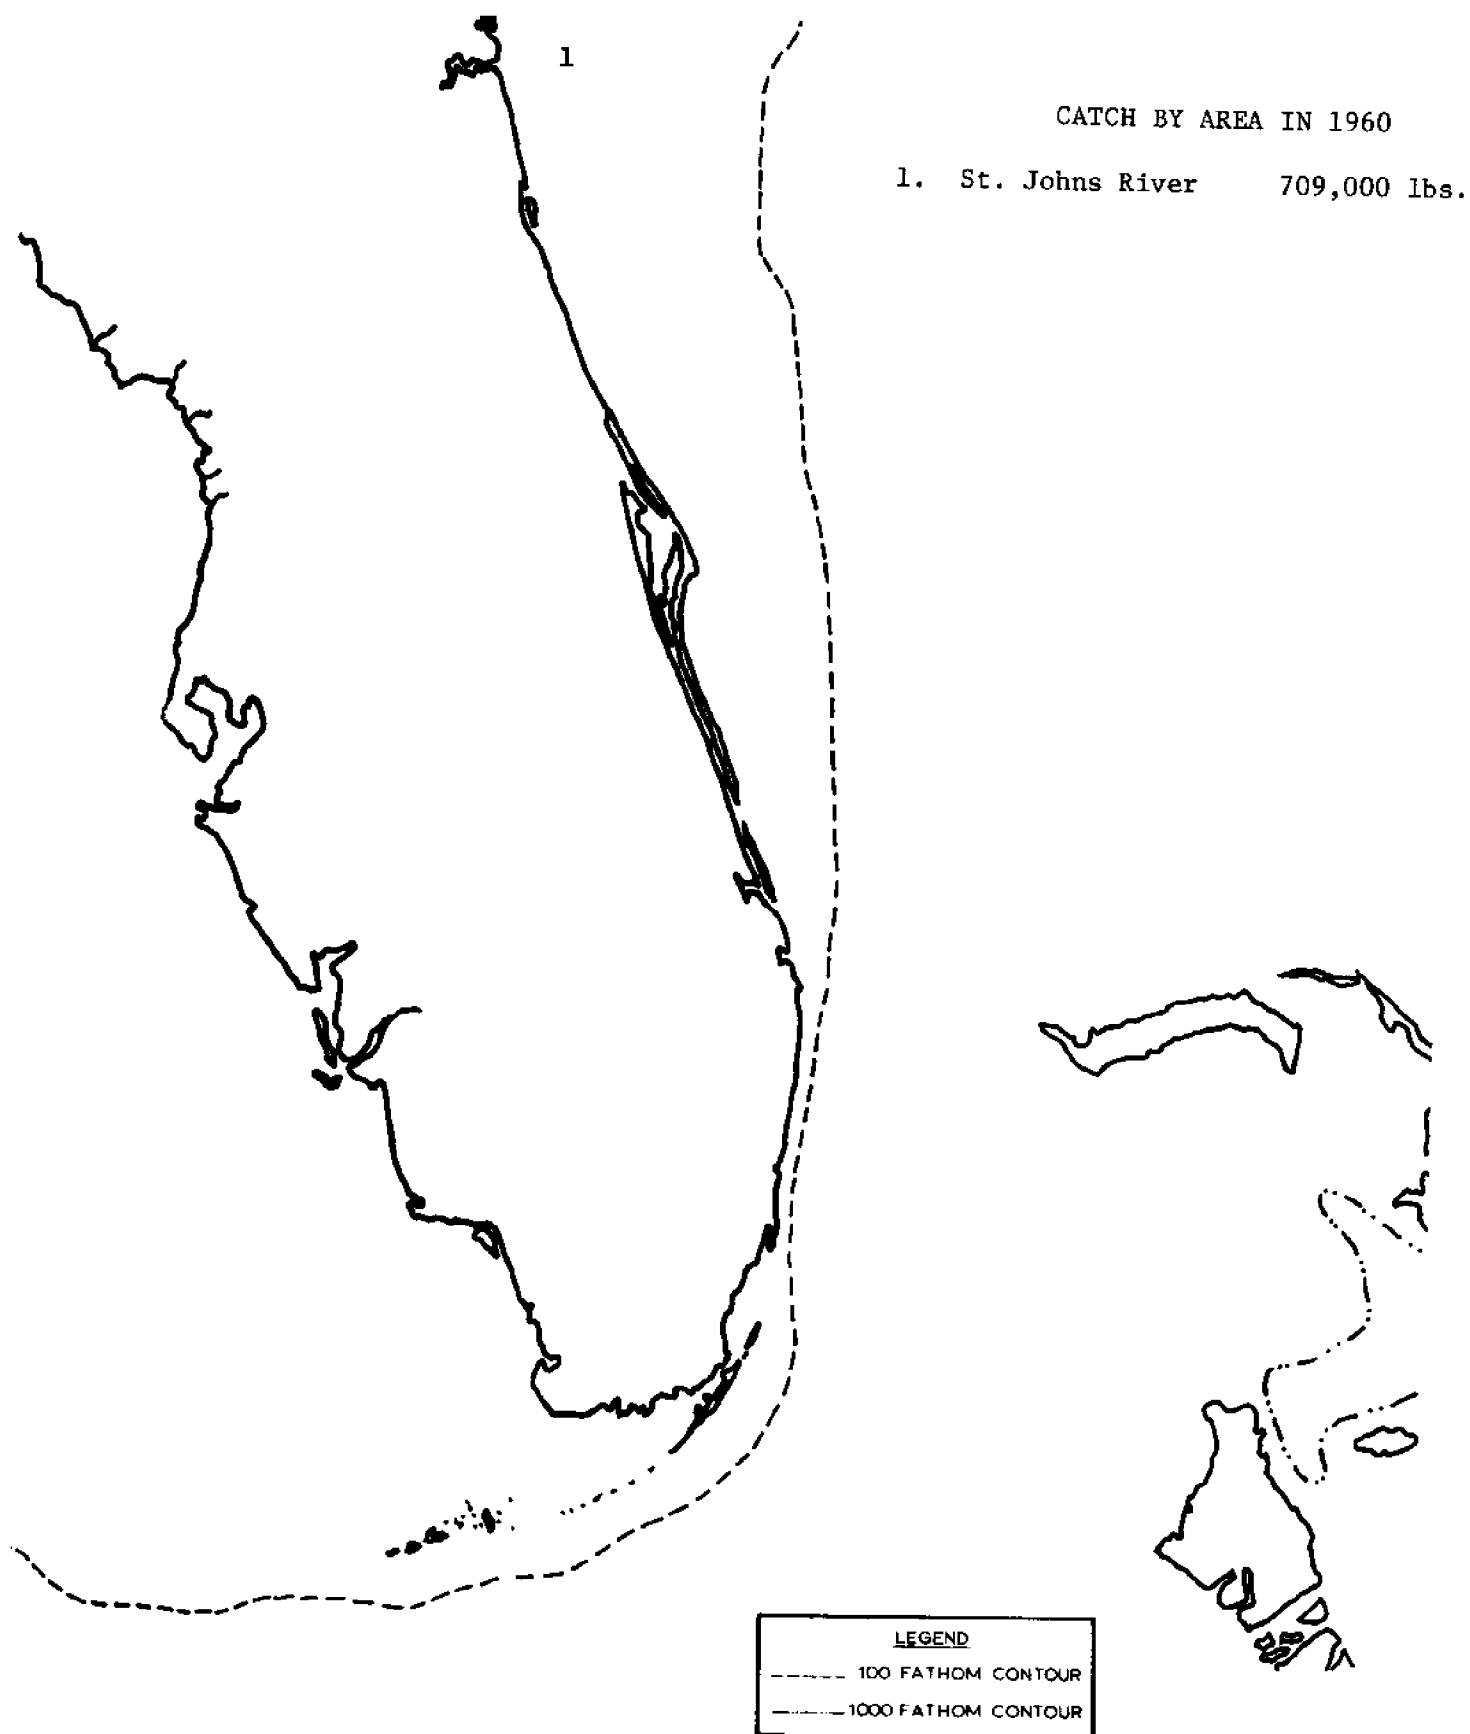 1
CATCH BY AREA IN 1960
1. St. Johns River 709,000 lbs.
LEGEND
100 FATHOM CONTOUR
1000 FATHOM CONTOUR